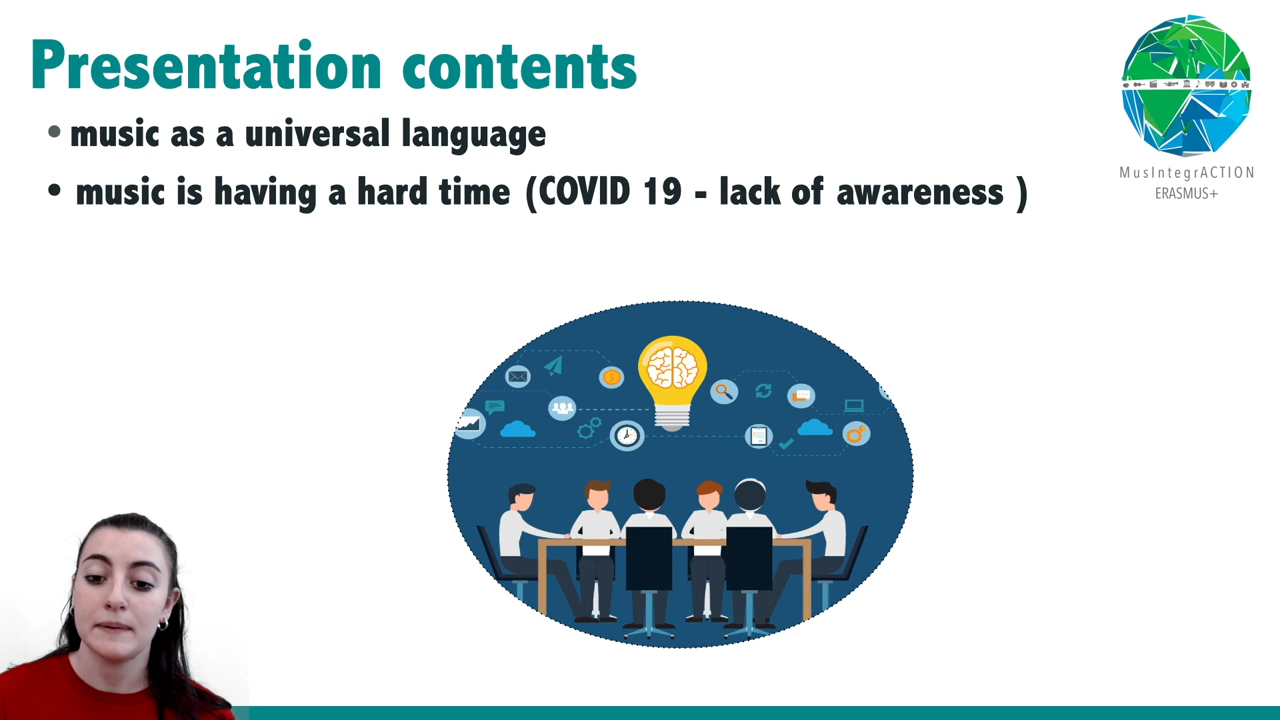 Presentation contents
• music as a universal language
• music is having a hard time (COVID 19 - lack of awareness )
MusIntegrACTION
ERASMUS+